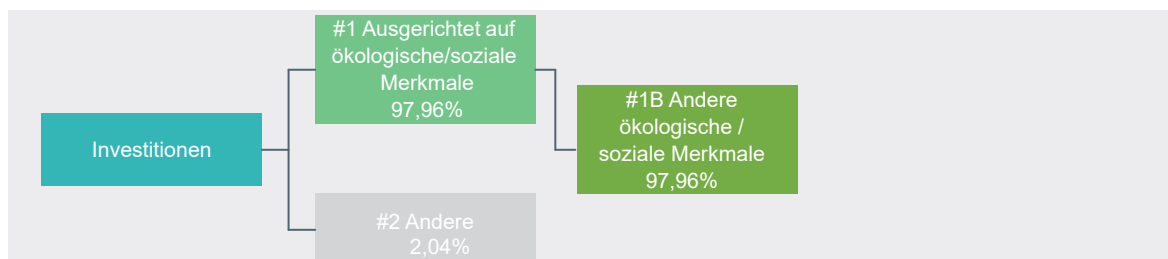 Investitionen
#1 Ausgerichtet auf
ökologische/soziale
Merkmale
97,96%
#2 Andere
2,04%
#1B Andere
ökologische /
soziale Merkmale
97,96%